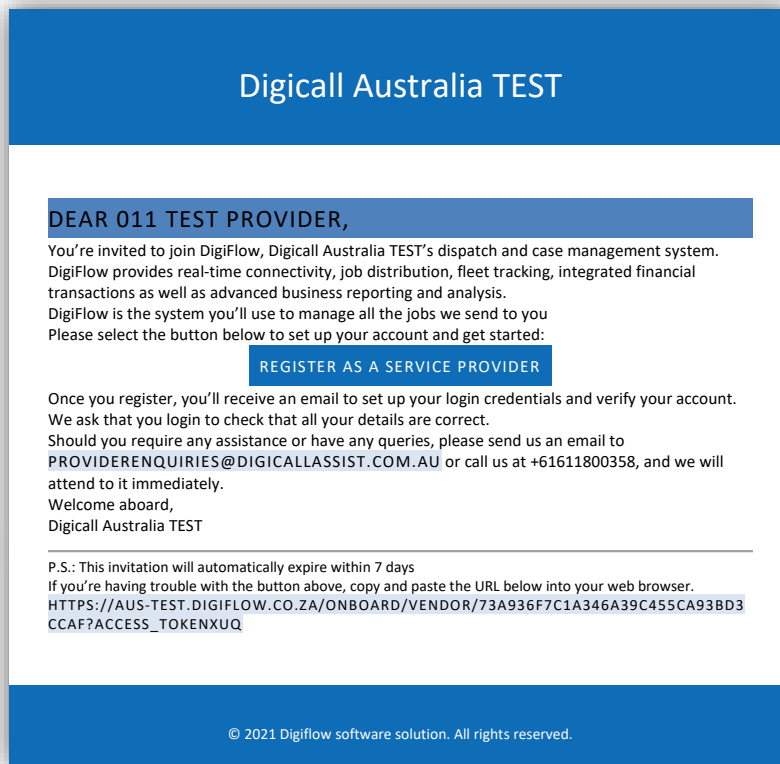 Digicall Australia TEST
DEAR 011 TEST PROVIDER,
You’re invited to join DigiFlow, Digicall Australia TEST’s dispatch and case management system.
DigiFlow provides real-time connectivity, job distribution, fleet tracking, integrated financial
transactions as well as advanced business reporting and analysis.
DigiFlow is the system you’ll use to manage all the jobs we send to you
Please select the button below to set up your account and get started:
REGISTER AS A SERVICE PROVIDER
Once you register, you’ll receive an email to set up your login credentials and verify your account.
We ask that you login to check that all your details are correct.
Should you require any assistance or have any queries, please send us an email to
PROVIDERENQUIRIES@DIGICALLASSIST.COM.AU or call us at +61611800358, and we will
attend to it immediately.
Welcome aboard,
Digicall Australia TEST
P.S.: This invitation will automatically expire within 7 days
If you’re having trouble with the button above, copy and paste the URL below into your web browser.
HTTPS://AUS-TEST.DIGIFLOW.CO.ZA/ONBOARD/VENDOR/73A936F7C1A346A39C455CA93BD3
CCAF?ACCESS_TOKENXUQ
© 2021 Digiflow software solution. All rights reserved.